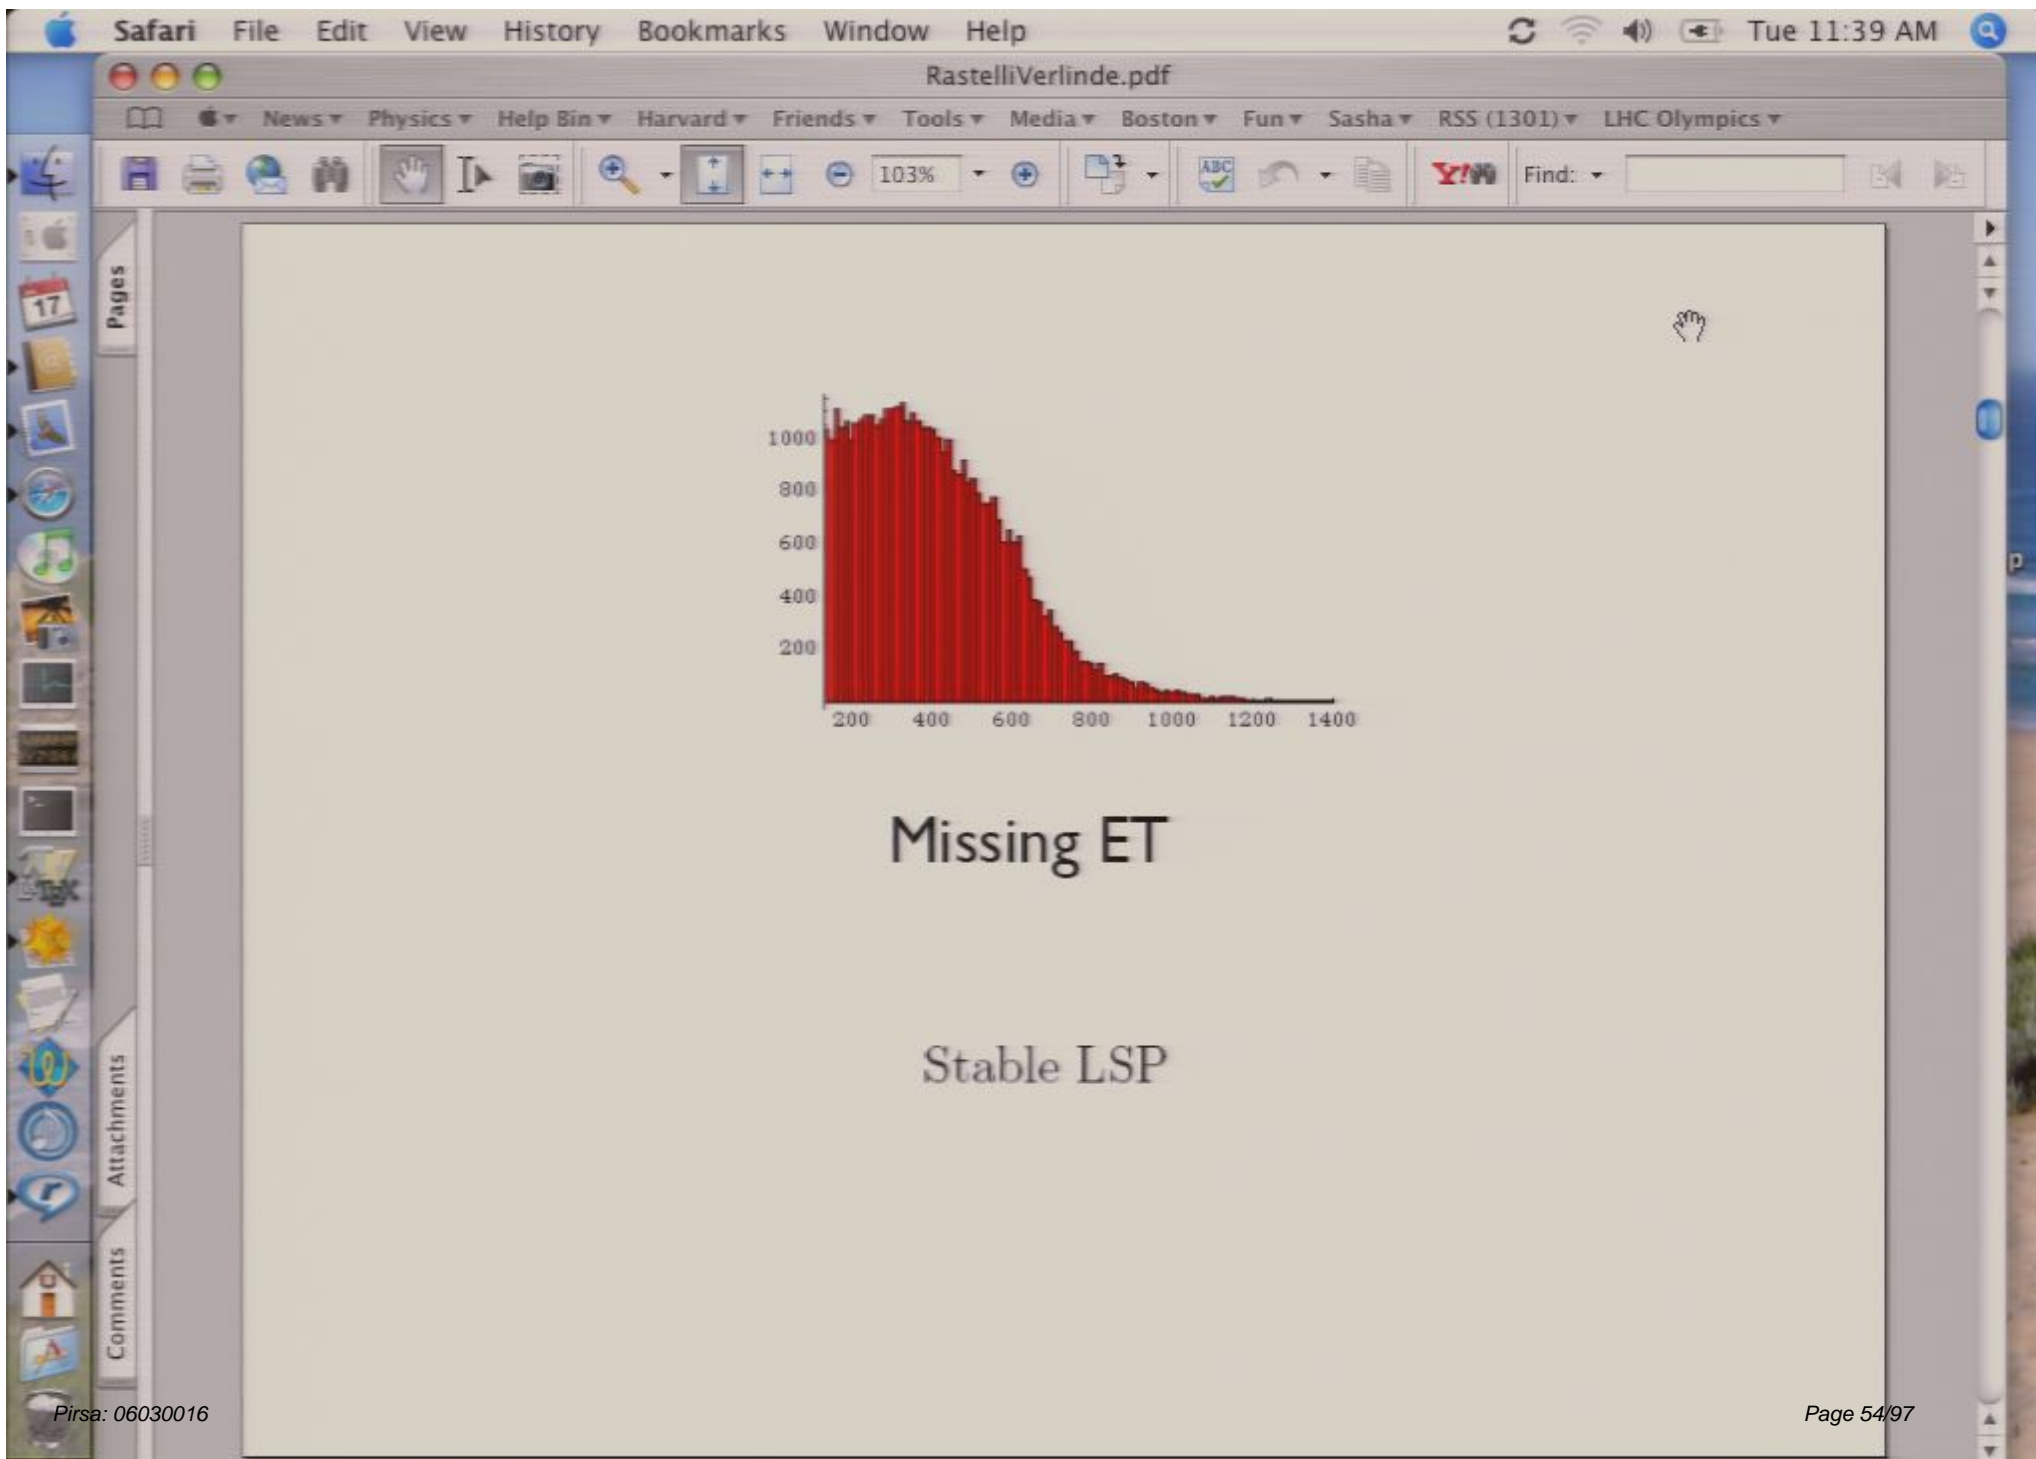 Safari File Edit View History Bookmarks Window Help Tue 11:39 AM
RastelliVerlinde.pdf
News Physics Help Bin Harvard Friends Tools Media Boston Fun Sasha RSS (1301) LHC Olympics
103% ABC Y! Find:
17
Pages
p
1000
800
600
400
200
200 400 600 800 1000 1200 1400
Missing ET
Stable LSP
Attachments
Comments
Pirsa: 06030016
Page 54/97